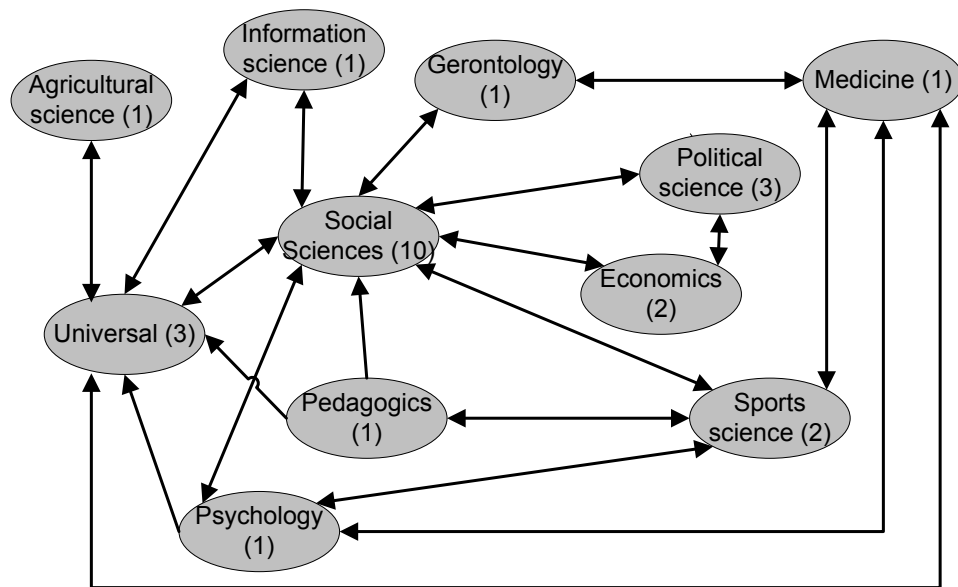 Information
science (1)
Agricultural
science (1)
Gerontology
(1)
Medicine (1)
Political
science (3)
Social
Sciences (10)
Economics
(2)
Universal (3)
Pedagogics
(1)
Sports
science (2)
Psychology
(1)